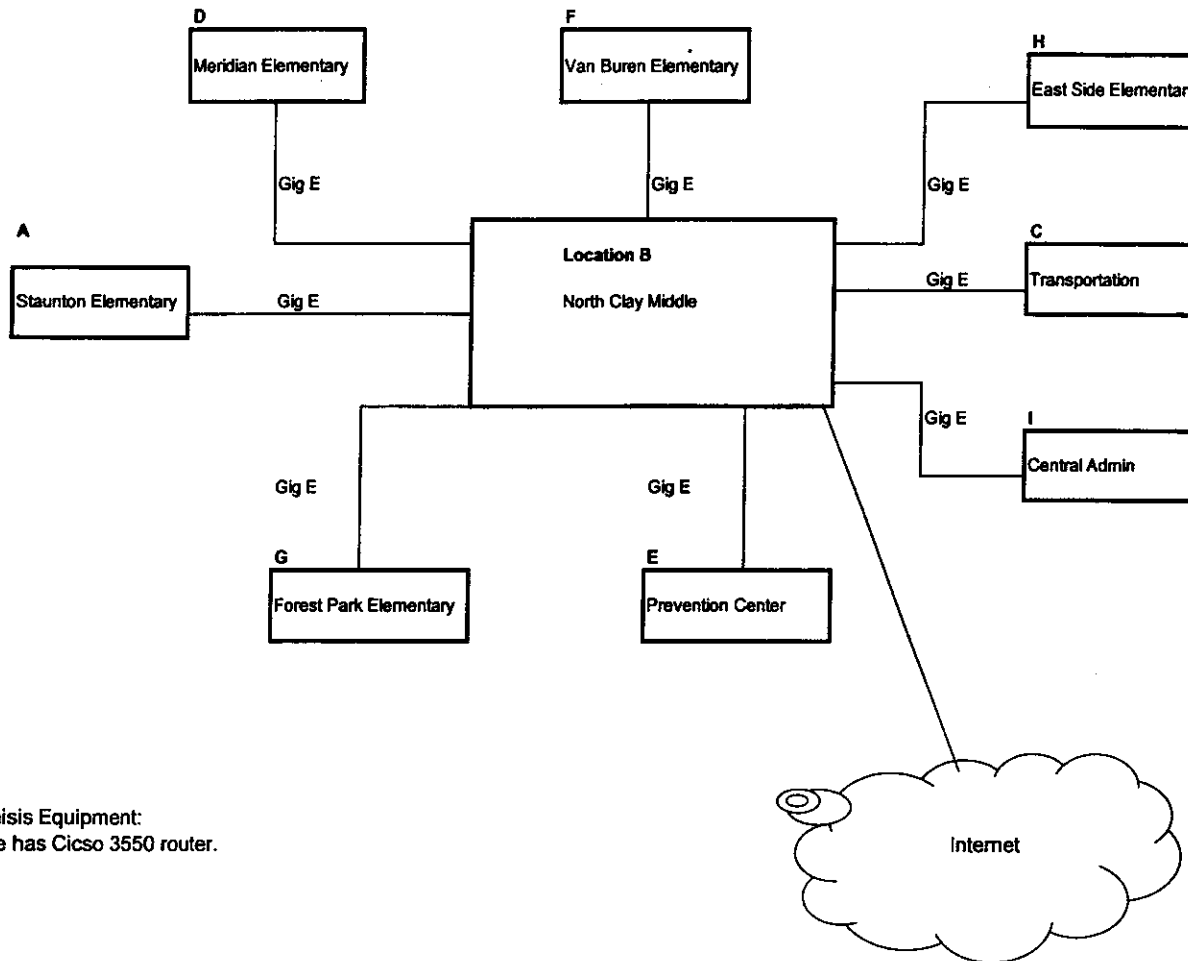 D
Meridian Elementary
F
Van Buren Elementary
H
East Side Elementar
Gig E
Gig E
Gig E
A
Staunton Elementary
Gig E
Location B
North Clay Middle
C
Transportation
Gig E
I
Central Admin
Gig E
Gig E
Gig E
G
Forest Park Elementary
E
Prevention Center
eisis Equipment:
e has Cicso 3550 router.
Internet